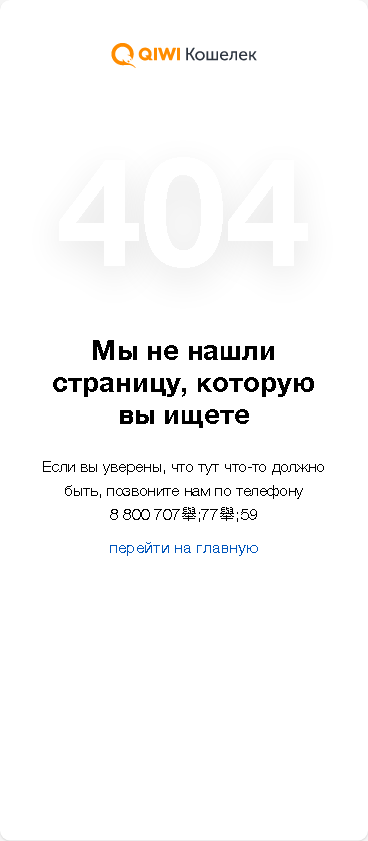 QIWI Кошелек
404
Мы не нашли
страницу, которую
вы ищете
Если вы уверены, что тут что-то должно
быть, позвоните нам по телефону
8 800 707攀;77攀;59
перейти на главную